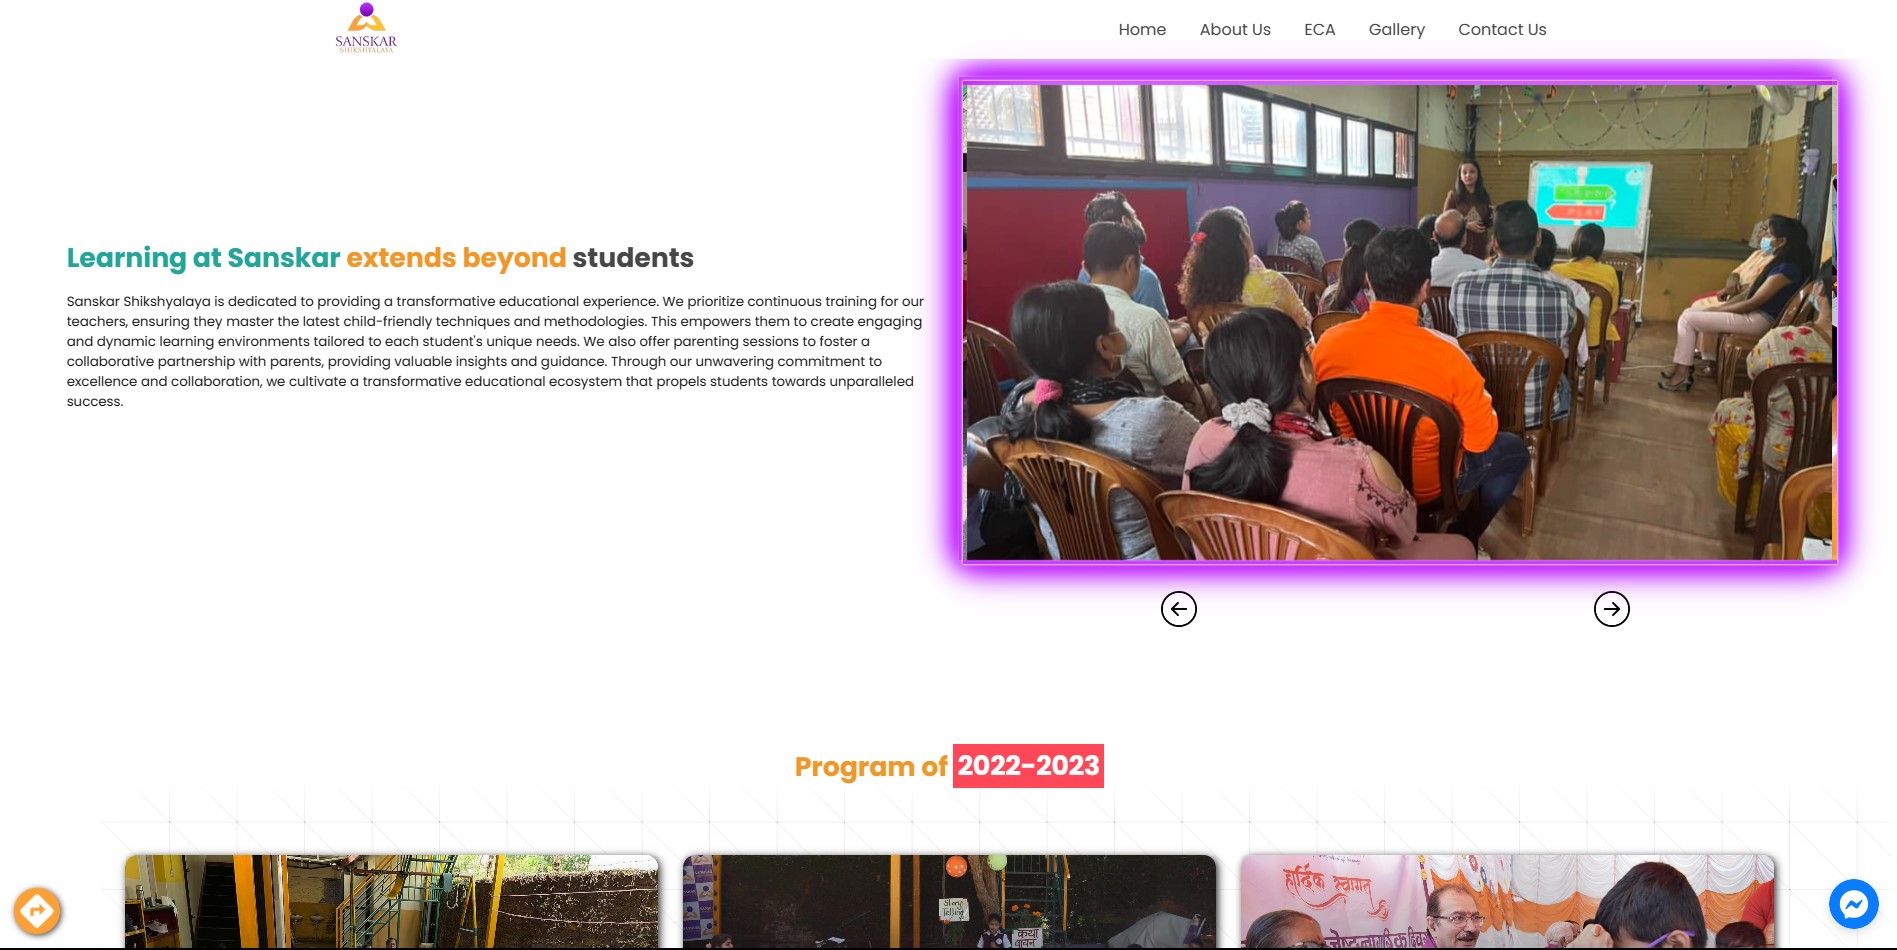 SANSKAR
SHIKSHYALAYA
Home About Us ECA Gallery Contact Us
PLAY
Learning at Sanskar extends beyond students
Sanskar Shikshyalaya is dedicated to providing a transformative educational experience. We prioritize continuous training for our
teachers, ensuring they master the latest child-friendly techniques and methodologies. This empowers them to create engaging
and dynamic learning environments tailored to each student's unique needs. We also offer parenting sessions to foster a
collaborative partnership with parents, providing valuable insights and guidance. Through our unwavering commitment to
excellence and collaboration, we cultivate a transformative educational ecosystem that propels students towards unparalleled
success.
Program of 2022-2023
Story
Telling
कथा
वाचन
हार्दिक स्वागत